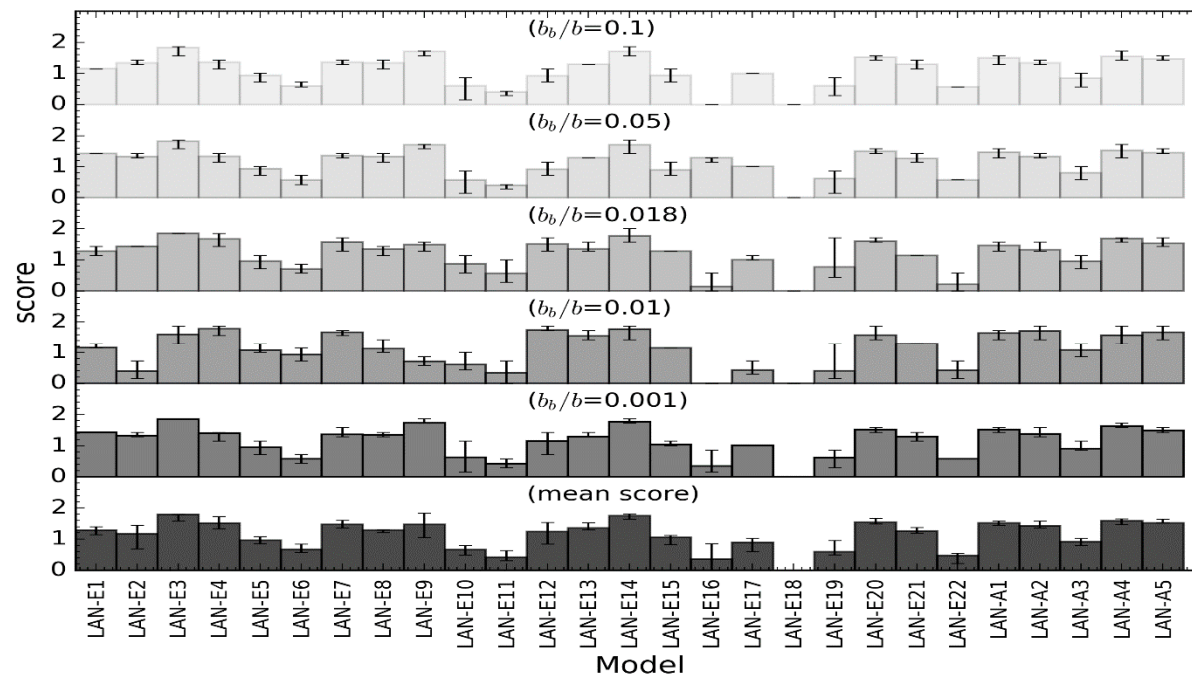 (b_b/b=0.1)
2
1
0
(b_b/b=0.05)
2
1
0
(b_b/b=0.018)
2
1
0
(b_b/b=0.01)
2
1
0
(b_b/b=0.001)
2
1
0
(mean score)
2
1
0
score
LAN-E1 LAN-E2 LAN-E3 LAN-E4 LAN-E5 LAN-E6 LAN-E7 LAN-E8 LAN-E9 LAN-E10 LAN-E11 LAN-E12 LAN-E13 LAN-E14 LAN-E15 LAN-E16 LAN-E17 LAN-E18 LAN-E19 LAN-E20 LAN-E21 LAN-E22 LAN-A1 LAN-A2 LAN-A3 LAN-A4 LAN-A5
Model